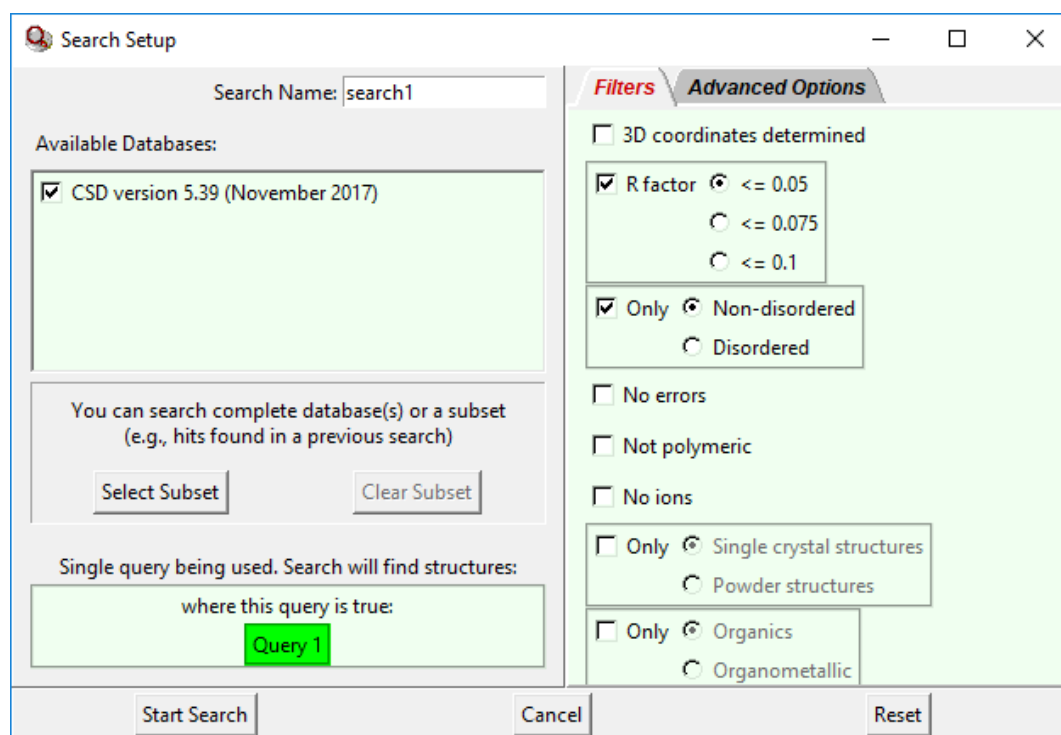 Search Setup
Search Name: search1
Available Databases:
CSD version 5.39 (November 2017)
You can search complete database(s) or a subset
(e.g., hits found in a previous search)
Select Subset
Clear Subset
Single query being used. Search will find structures:
where this query is true:
Query 1
Filters
Advanced Options
3D coordinates determined
R factor <= 0.05
<= 0.075
<= 0.1
Only Non-disordered
Disordered
No errors
Not polymeric
No ions
Only Single crystal structures
Powder structures
Only Organics
Organometallic
Start Search
Cancel
Reset